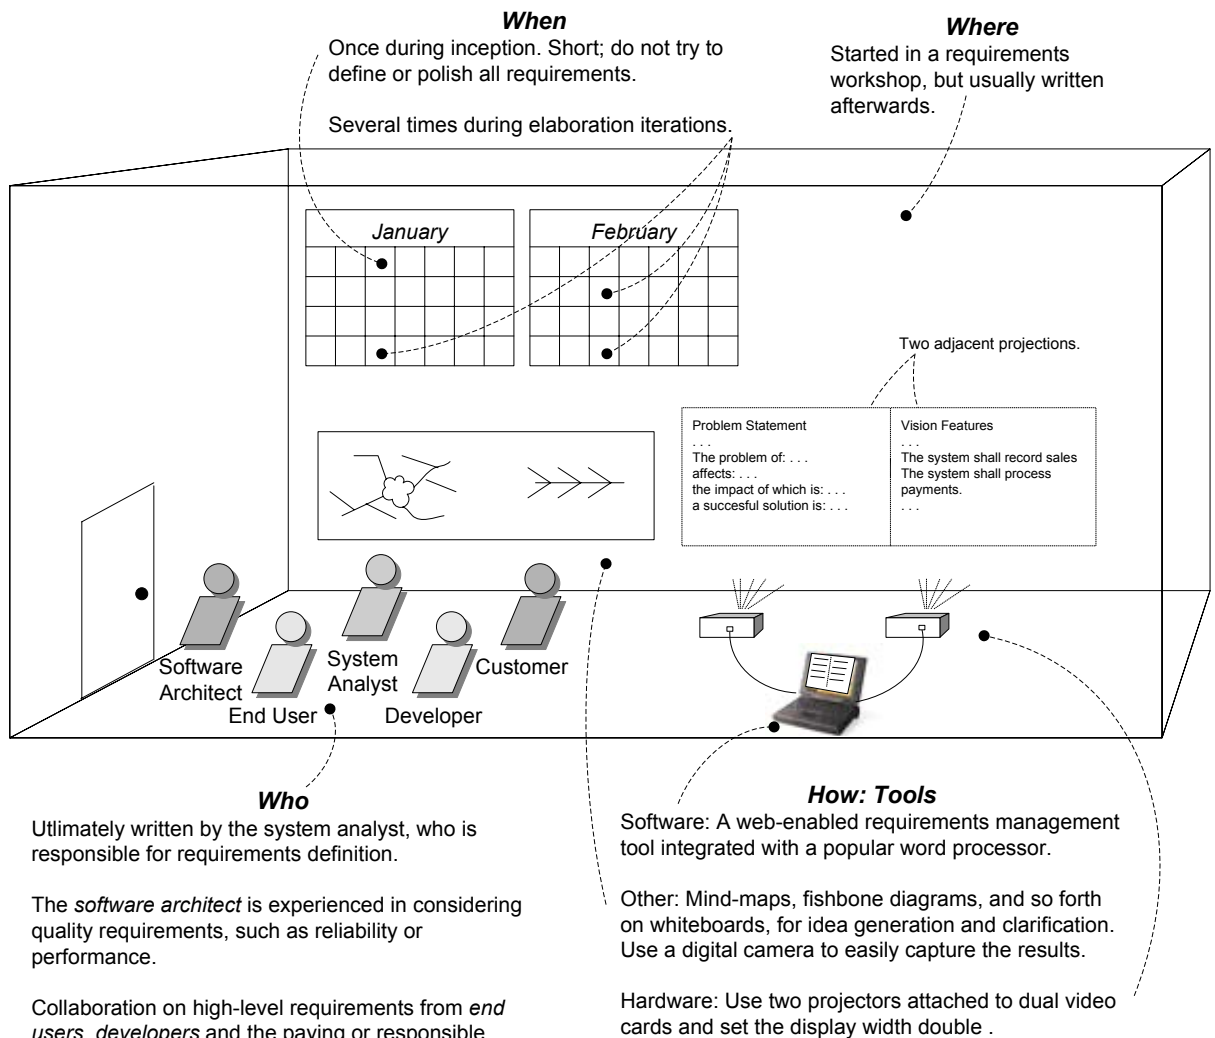 When
Once during inception. Short; do not try to
define or polish all requirements.
Several times during elaboration iterations.
Where
Started in a requirements
workshop, but usually written
afterwards.
January
February
Two adjacent projections.
Problem Statement
. . .
The problem of: . . .
affects: . . .
the impact of which is: . . .
a succesful solution is: . . .
Vision Features
. . .
The system shall record sales
The system shall process
payments.
. . .
Software
Architect
End User
System
Analyst
Developer
Customer
Who
Utlimately written by the system analyst, who is
responsible for requirements definition.
The software architect is experienced in considering
quality requirements, such as reliability or
performance.
Collaboration on high-level requirements from end
users, developers and the paying or responsible
How: Tools
Software: A web-enabled requirements management
tool integrated with a popular word processor.
Other: Mind-maps, fishbone diagrams, and so forth
on whiteboards, for idea generation and clarification.
Use a digital camera to easily capture the results.
Hardware: Use two projectors attached to dual video
cards and set the display width double .